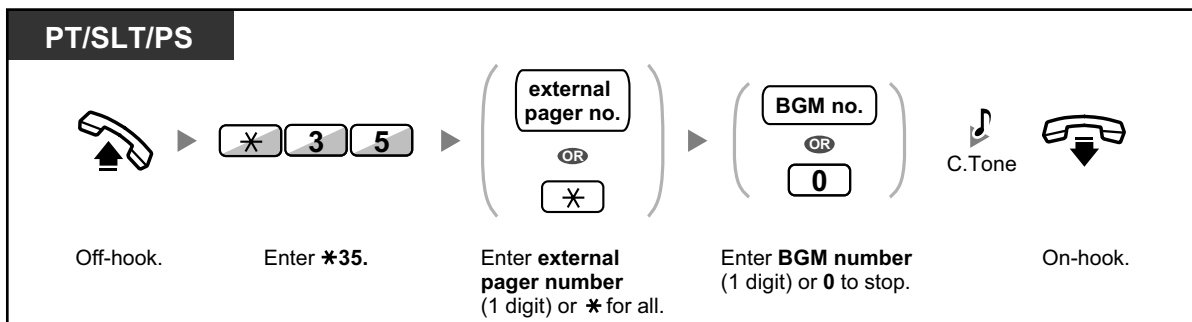 PT/SLT/PS
external
pager no.
OR
*
BGM no.
OR
0
* 3 5
C.Tone
Off-hook.
Enter *35.
Enter external
pager number
(1 digit) or * for all.
Enter BGM number
(1 digit) or 0 to stop.
On-hook.